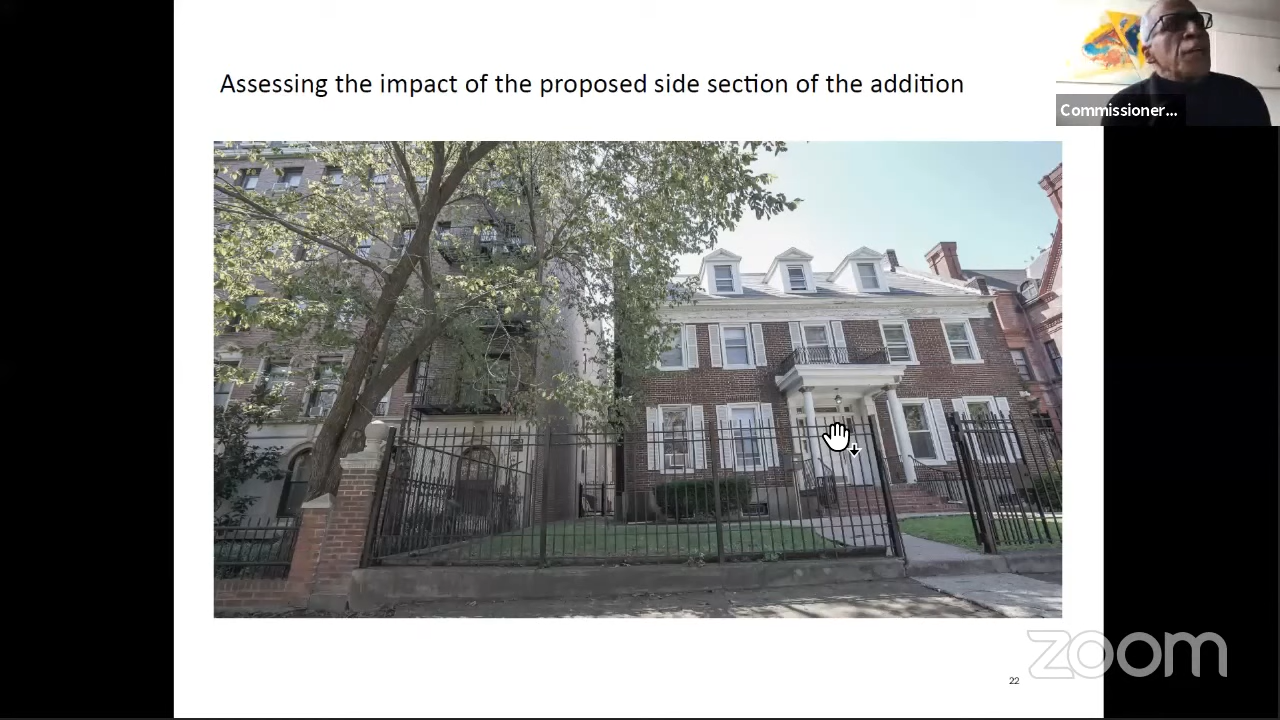 Assessing the impact of the proposed side section of the addition
Commissioner...
zoom
22